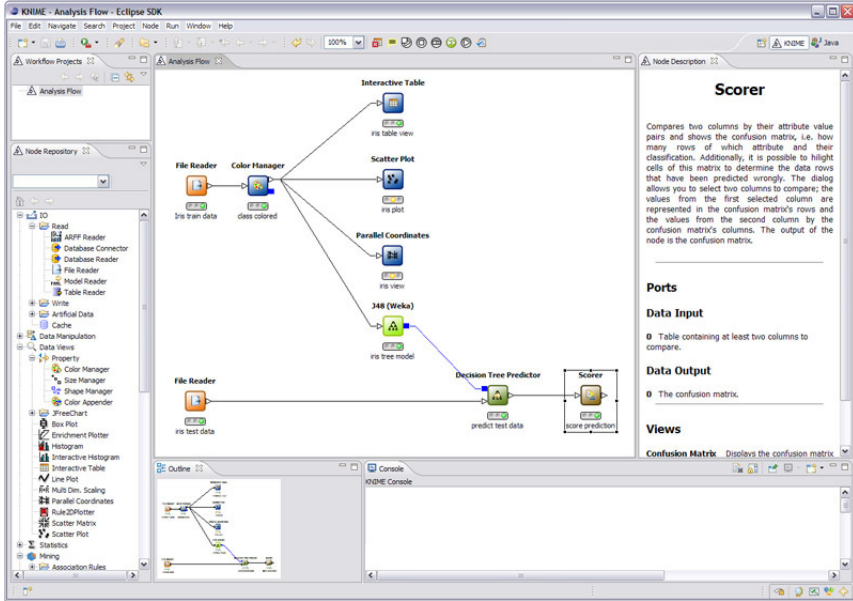 KNIME - Analysis Flow - Eclipse SDK
File Edit Navigate Search Project Node Run Window Help
100%
KNIME Java
Workflow Projects
Analysis Flow
Node Repository
IO
Read
ARFF Reader
Database Connector
Database Reader
File Reader
Model Reader
Table Reader
Write
Artificial Data
Cache
Data Manipulation
Data Views
Property
Color Manager
Size Manager
Shape Manager
Color Appender
JFreeChart
Box Plot
Enrichment Plotter
Histogram
Interactive Histogram
Interactive Table
Line Plot
Multi Dim. Scaling
Parallel Coordinates
Rule2DPlotter
Scatter Matrix
Scatter Plot
Statistics
Mining
Association Rules
Analysis Flow
Interactive Table
iris table view
File Reader
Color Manager
Scatter Plot
Iris train data
class colored
iris plot
Parallel Coordinates
iris view
J48 (Weka)
iris tree model
File Reader
Decision Tree Predictor
Scorer
iris test data
predict test data
score prediction
Outline
Console
KNIME Console
Node Description
Scorer
Compares two columns by their attribute value
pairs and shows the confusion matrix, i.e. how
many rows of which attribute and their
classification. Additionally, it is possible to hilight
cells of this matrix to determine the data rows
that have been predicted wrongly. The dialog
allows you to select two columns to compare; the
values from the first selected column are
represented in the confusion matrix's rows and
the values from the second column by the
confusion matrix's columns. The output of the
node is the confusion matrix.
Ports
Data Input
0 Table containing at least two columns to
compare.
Data Output
0 The confusion matrix.
Views
Confusion Matrix Displays the confusion matrix